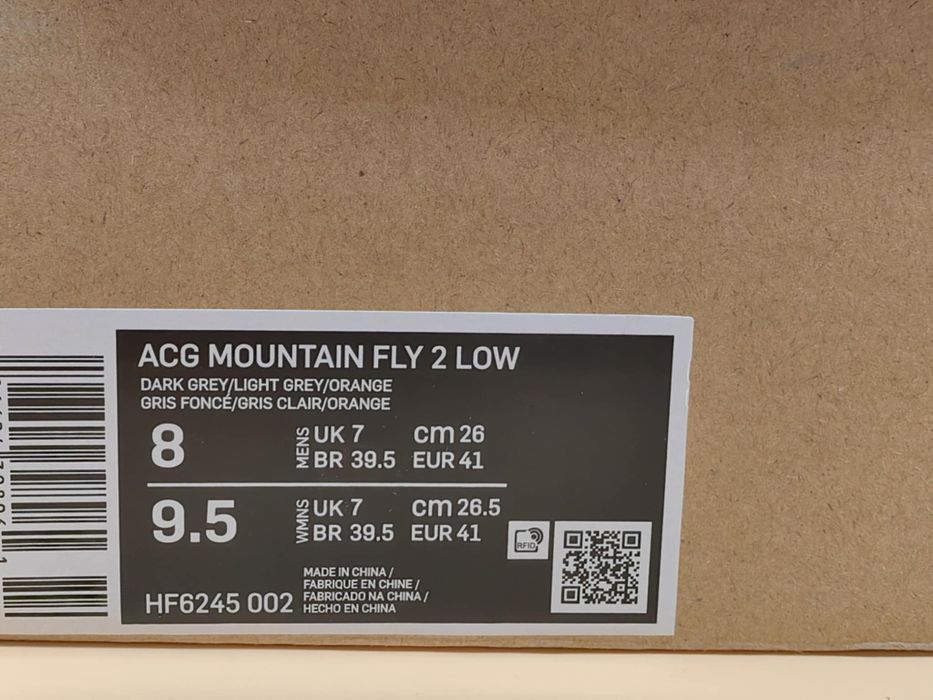 ACG MOUNTAIN FLY 2 LOW
DARK GREY/LIGHT GREY/ORANGE
GRIS FONCÉ/GRIS CLAIR/ORANGE
8 MENS UK 7 cm 26
BR 39.5 EUR 41
9.5 WMNS UK 7 cm 26.5
BR 39.5 EUR 41
RFID
MADE IN CHINA /
FABRIQUE EN CHINE /
FABRICADO NA CHINA /
HECHO EN CHINA
HF6245 002